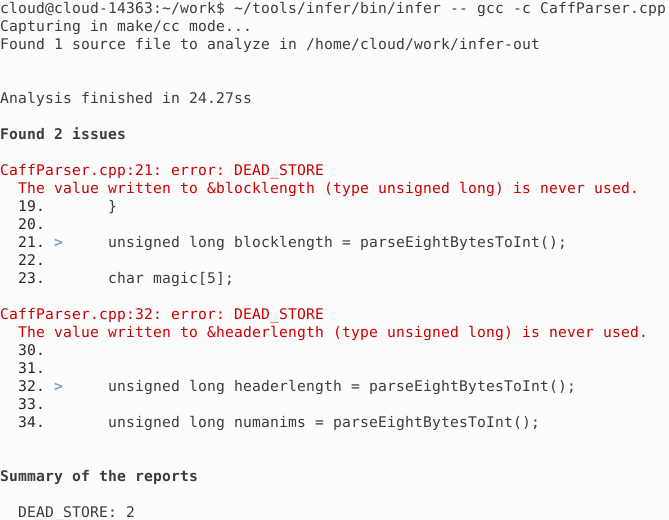 cloud@cloud-14363:~/work$ ~/tools/infer/bin/infer -- gcc -c CaffParser.cpp
Capturing in make/cc mode...
Found 1 source file to analyze in /home/cloud/work/infer-out
Analysis finished in 24.27ss
Found 2 issues
CaffParser.cpp:21: error: DEAD_STORE
  The value written to &blocklength (type unsigned long) is never used.
  19.       }
  20.
  21. >     unsigned long blocklength = parseEightBytesToInt();
  22.
  23.       char magic[5];
CaffParser.cpp:32: error: DEAD_STORE
  The value written to &headerlength (type unsigned long) is never used.
  30.
  31.
  32. >     unsigned long headerlength = parseEightBytesToInt();
  33.
  34.       unsigned long numanims = parseEightBytesToInt();
Summary of the reports
  DEAD_STORE: 2